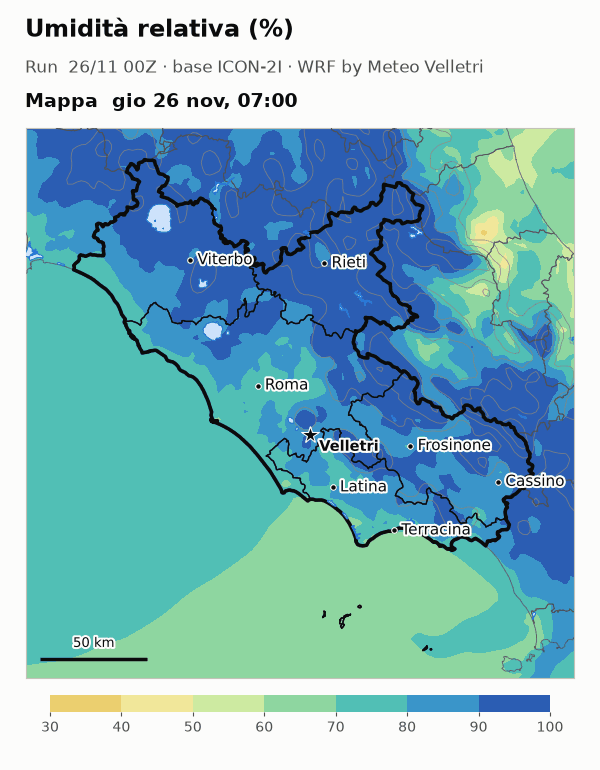 Umidità relativa (%)
Run  26/11 00Z · base ICON-2I · WRF by Meteo Velletri
Mappa  gio 26 nov, 07:00
Viterbo
Rieti
Roma
Velletri
Frosinone
Latina
Cassino
Terracina
50 km
30 40 50 60 70 80 90 100